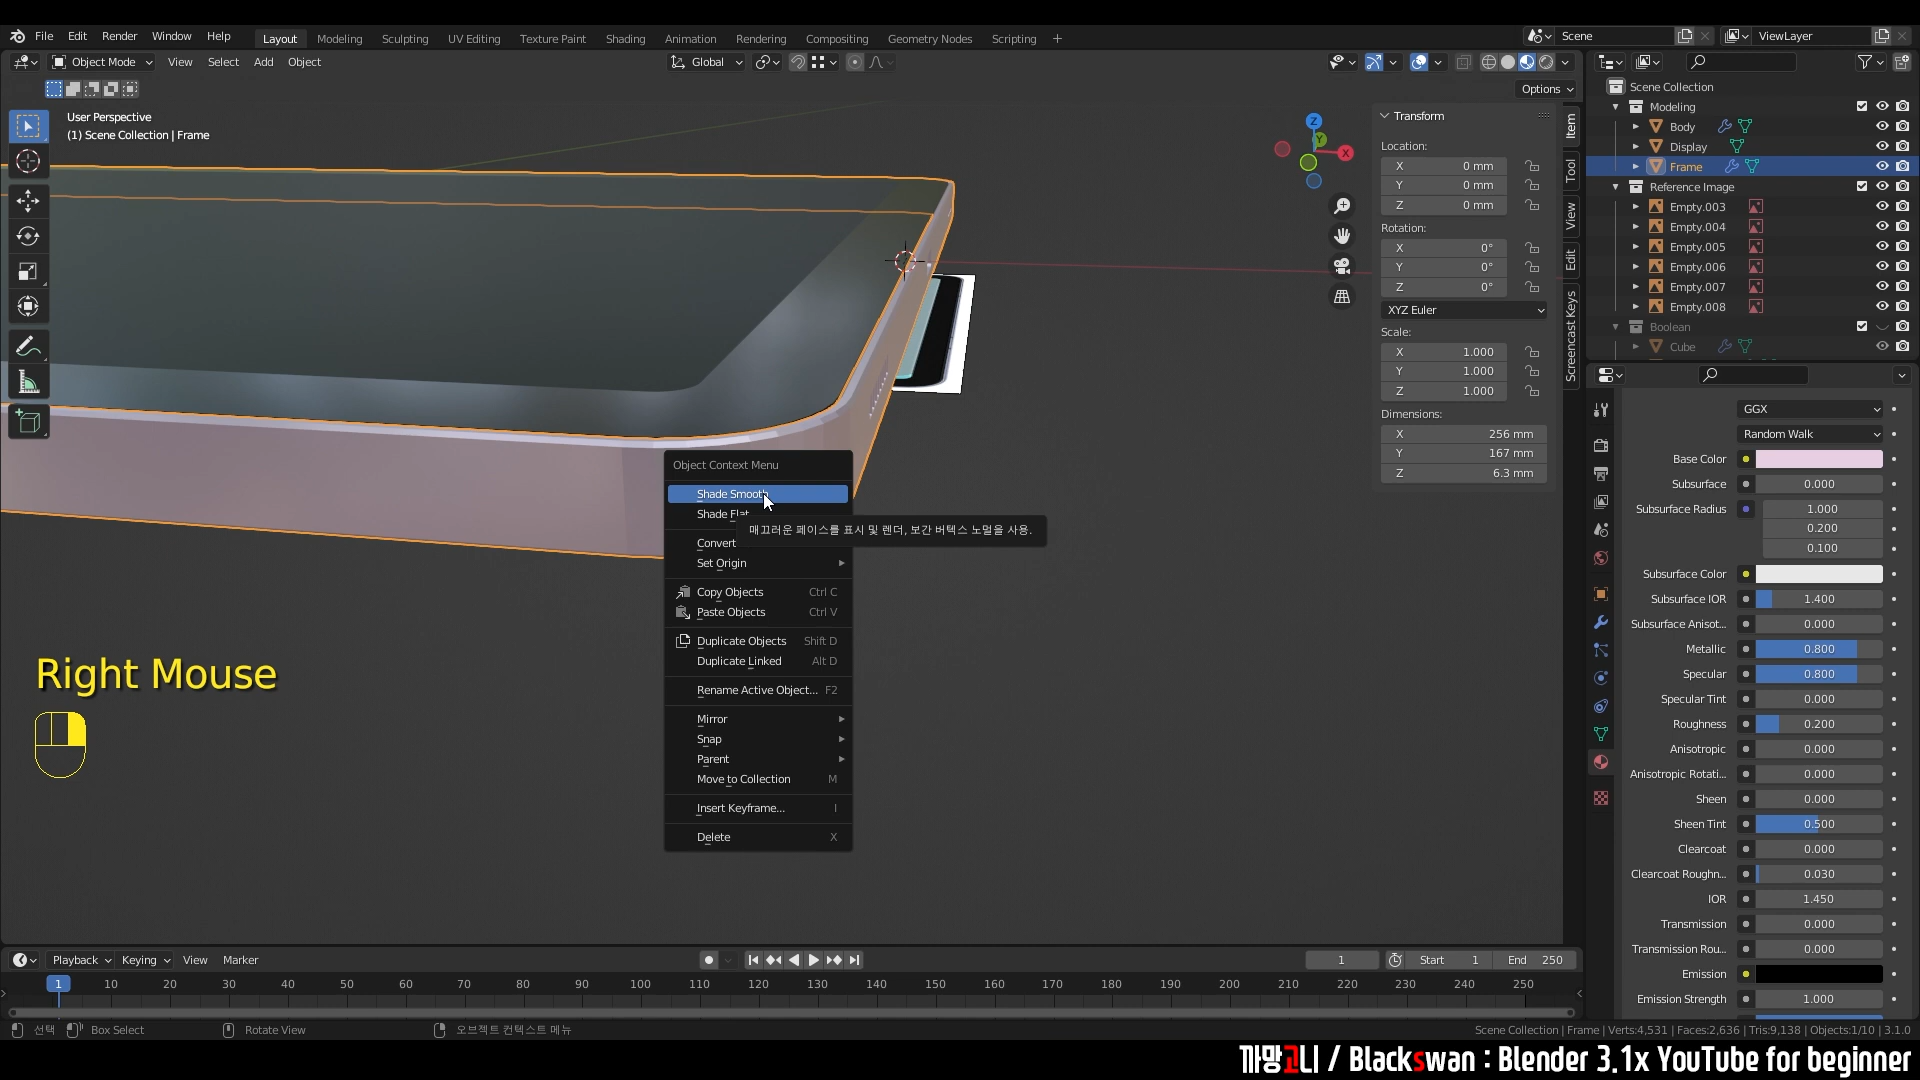 File Edit Render Window Help Layout Modeling Sculpting UV Editing Texture Paint Shading Animation Rendering Compositing Geometry Nodes Scripting + Scene ViewLayer
Object Mode View Select Add Object Global
Options
User Perspective
(1) Scene Collection | Frame
Z
Y
X
Transform
Location:
X 0 mm
Y 0 mm
Z 0 mm
Rotation:
X 0°
Y 0°
Z 0°
XYZ Euler
Scale:
X 1.000
Y 1.000
Z 1.000
Dimensions:
X 256 mm
Y 167 mm
Z 6.3 mm
Item
Tool
View
Edit
Screencast Keys
Scene Collection
Modeling
Body
Display
Frame
Reference Image
Empty.003
Empty.004
Empty.005
Empty.006
Empty.007
Empty.008
Boolean
Cube
GGX
Random Walk
Base Color
Subsurface 0.000
Subsurface Radius 1.000
0.200
0.100
Subsurface Color
Subsurface IOR 1.400
Subsurface Anisot... 0.000
Metallic 0.800
Specular 0.800
Specular Tint 0.000
Roughness 0.200
Anisotropic 0.000
Anisotropic Rotati... 0.000
Sheen 0.000
Sheen Tint 0.500
Clearcoat 0.000
Clearcoat Roughn... 0.030
IOR 1.450
Transmission 0.000
Transmission Rou... 0.000
Emission
Emission Strength 1.000
Object Context Menu
Shade Smooth
Shade Flat
매끄러운 페이스를 표시 및 렌더, 보간 버텍스 노멀을 사용.
Convert
Set Origin
Copy Objects Ctrl C
Paste Objects Ctrl V
Duplicate Objects Shift D
Duplicate Linked Alt D
Rename Active Object... F2
Mirror
Snap
Parent
Move to Collection M
Insert Keyframe... I
Delete X
Right Mouse
Playback Keying View Marker 1 Start 1 End 250
1 10 20 30 40 50 60 70 80 90 100 110 120 130 140 150 160 170 180 190 200 210 220 230 240 250
선택 Box Select Rotate View 오브젝트 컨텍스트 메뉴 Scene Collection | Frame | Verts:4,531 | Faces:2,636 | Tris:9,138 | Objects:1/10 | 3.1.0
까망고니 / Blackswan : Blender 3.1x YouTube for beginner